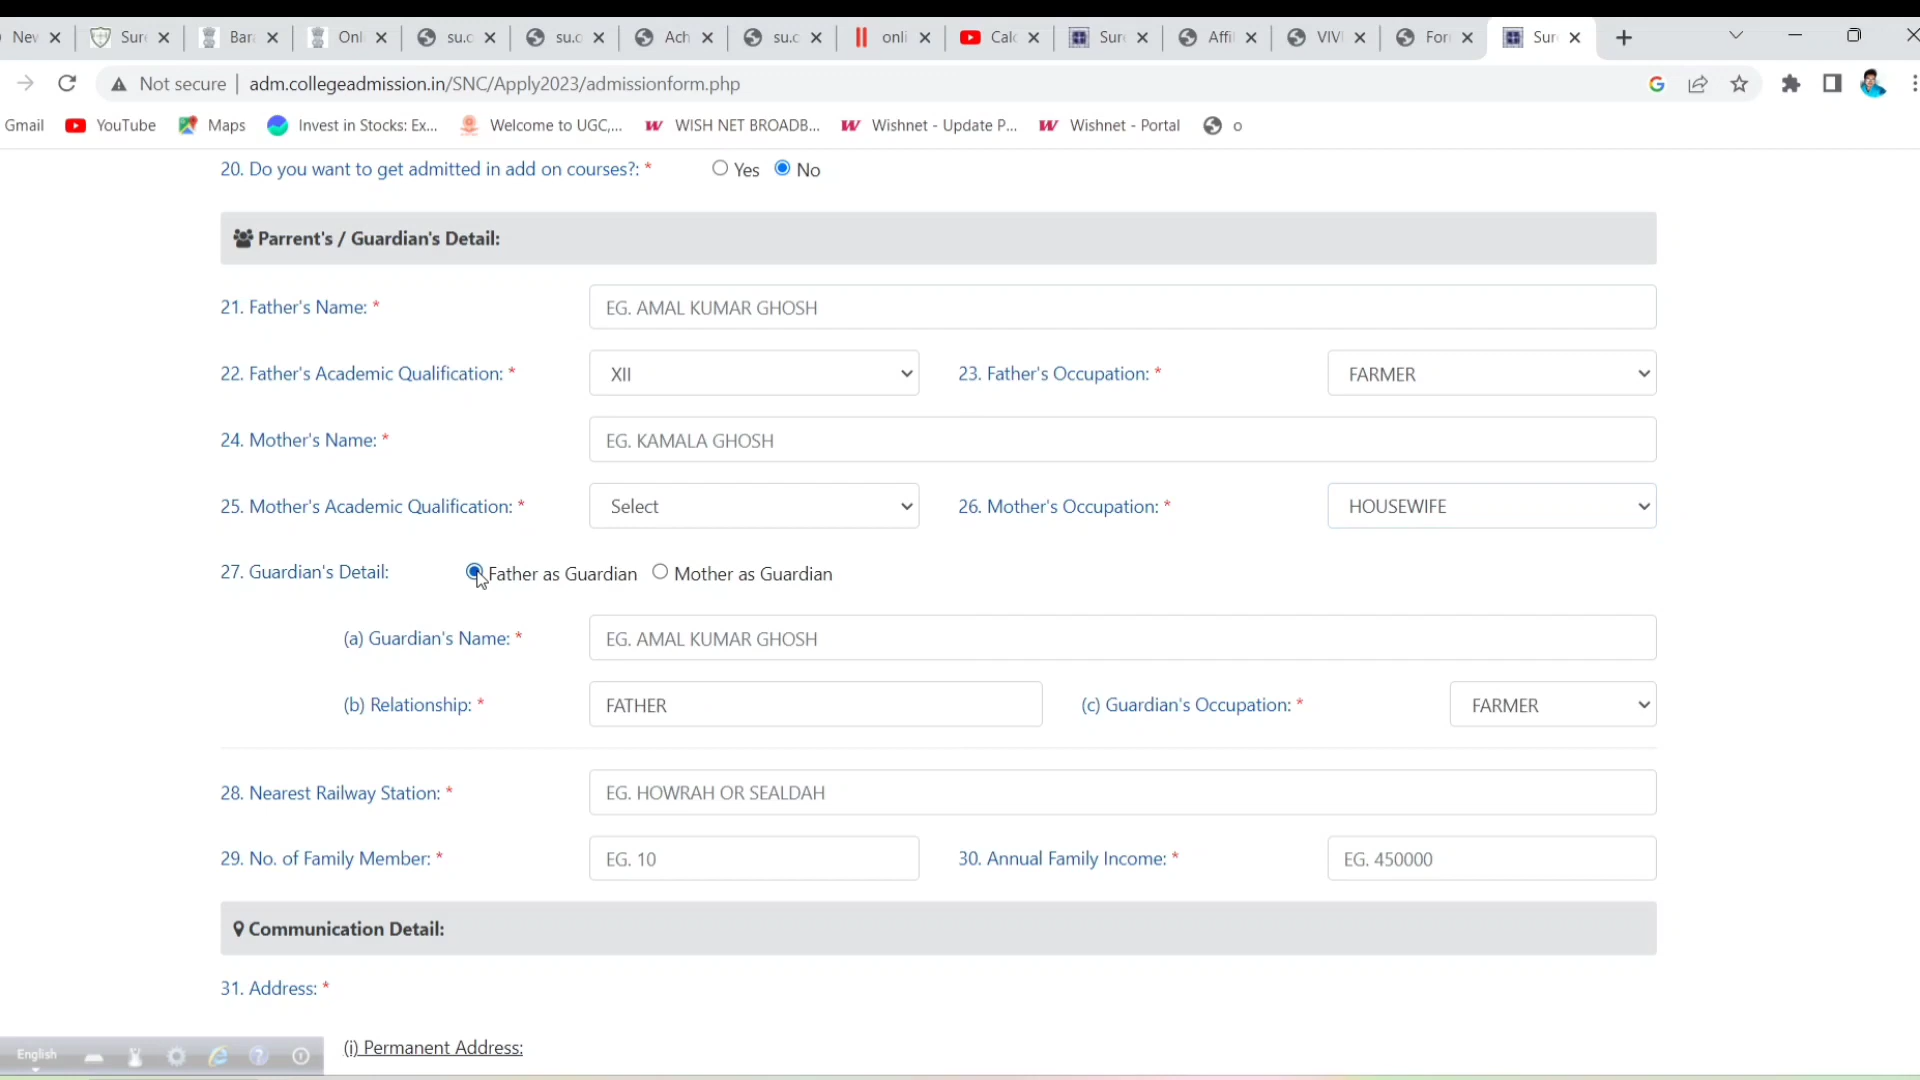 New
Sur
Bar
Onl
su.c
su.c
Ach
su.c
onli
Calc
Sur
Affil
VIVI
For
Sur
Not secure | adm.collegeadmission.in/SNC/Apply2023/admissionform.php
Gmail YouTube Maps Invest in Stocks: Ex... Welcome to UGC,... WISH NET BROADB... Wishnet - Update P... Wishnet - Portal o
20. Do you want to get admitted in add on courses?: * Yes No
Parrent's / Guardian's Detail:
21. Father's Name: * EG. AMAL KUMAR GHOSH
22. Father's Academic Qualification: * XII 23. Father's Occupation: * FARMER
24. Mother's Name: * EG. KAMALA GHOSH
25. Mother's Academic Qualification: * Select 26. Mother's Occupation: * HOUSEWIFE
27. Guardian's Detail: Father as Guardian Mother as Guardian
(a) Guardian's Name: * EG. AMAL KUMAR GHOSH
(b) Relationship: * FATHER (c) Guardian's Occupation: * FARMER
28. Nearest Railway Station: * EG. HOWRAH OR SEALDAH
29. No. of Family Member: * EG. 10 30. Annual Family Income: * EG. 450000
Communication Detail:
31. Address: *
(i) Permanent Address:
English